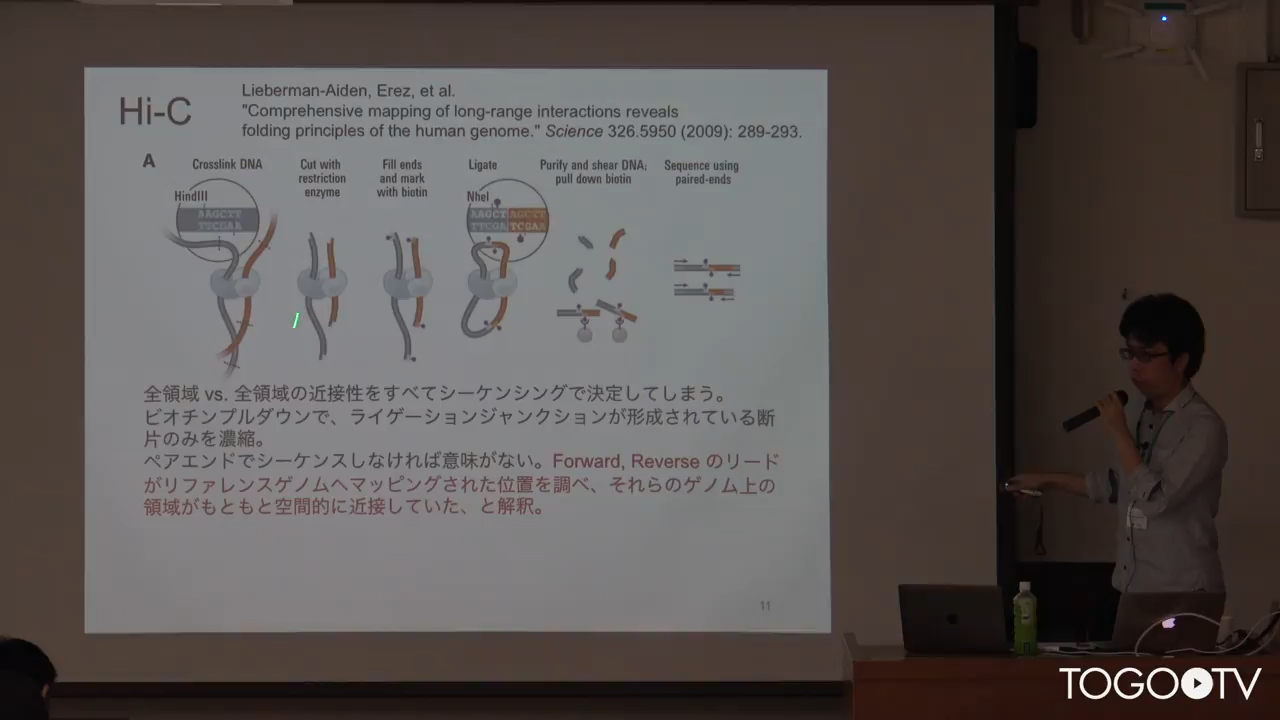 Hi-C
Lieberman-Aiden, Erez, et al.
"Comprehensive mapping of long-range interactions reveals
folding principles of the human genome." Science 326.5950 (2009): 289-293.
A
Crosslink DNA
Cut with
restriction
enzyme
Fill ends
and mark
with biotin
Ligate
Purify and shear DNA;
pull down biotin
Sequence using
paired-ends
HindIII
AAGCTT
TTCGAA
NheI
AAGCT AGCTT
TTCGA TCGAA
全領域 vs. 全領域の近接性をすべてシーケンシングで決定してしまう。
ビオチンプルダウンで、ライゲーションジャンクションが形成されている断
片のみを濃縮。
ペアエンドでシーケンスしなければ意味がない。Forward, Reverse のリード
がリファレンスゲノムへマッピングされた位置を調べ、それらのゲノム上の
領域がもともと空間的に近接していた、と解釈。
11
TOGO TV